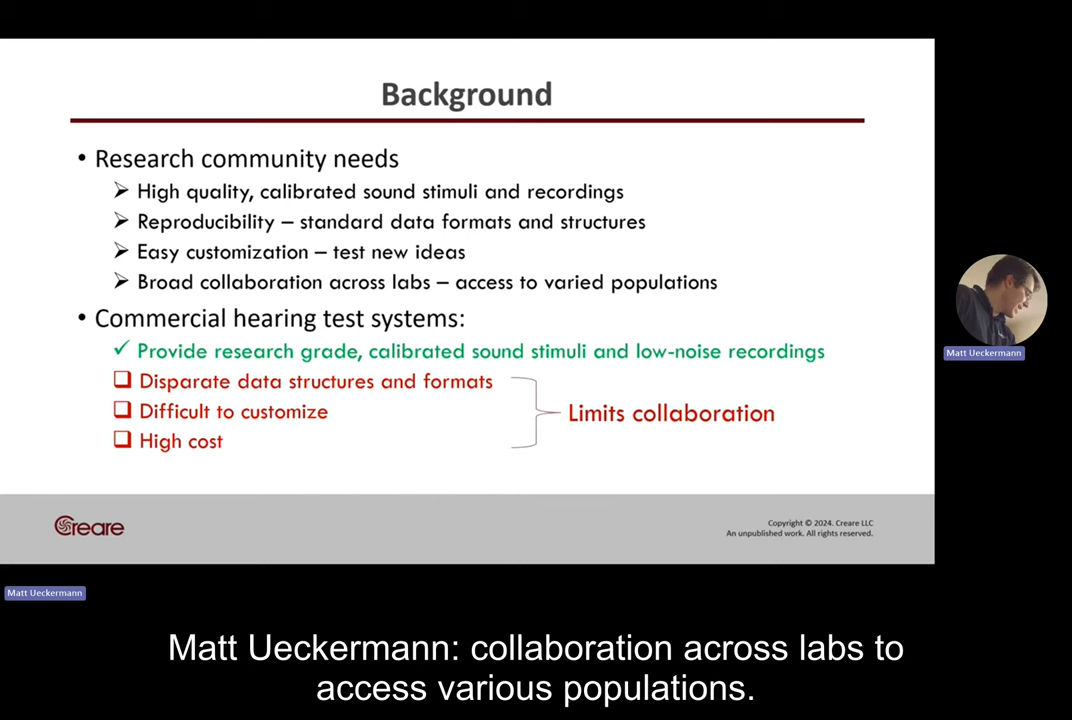 Background
• Research community needs
➢ High quality, calibrated sound stimuli and recordings
➢ Reproducibility – standard data formats and structures
➢ Easy customization – test new ideas
➢ Broad collaboration across labs – access to varied populations
• Commercial hearing test systems:
✓ Provide research grade, calibrated sound stimuli and low-noise recordings
❑ Disparate data structures and formats
❑ Difficult to customize
❑ High cost
Limits collaboration
Creare
Copyright © 2024. Creare LLC
An unpublished work. All rights reserved.
Matt Ueckermann
Matt Ueckermann
Matt Ueckermann: collaboration across labs to
access various populations.